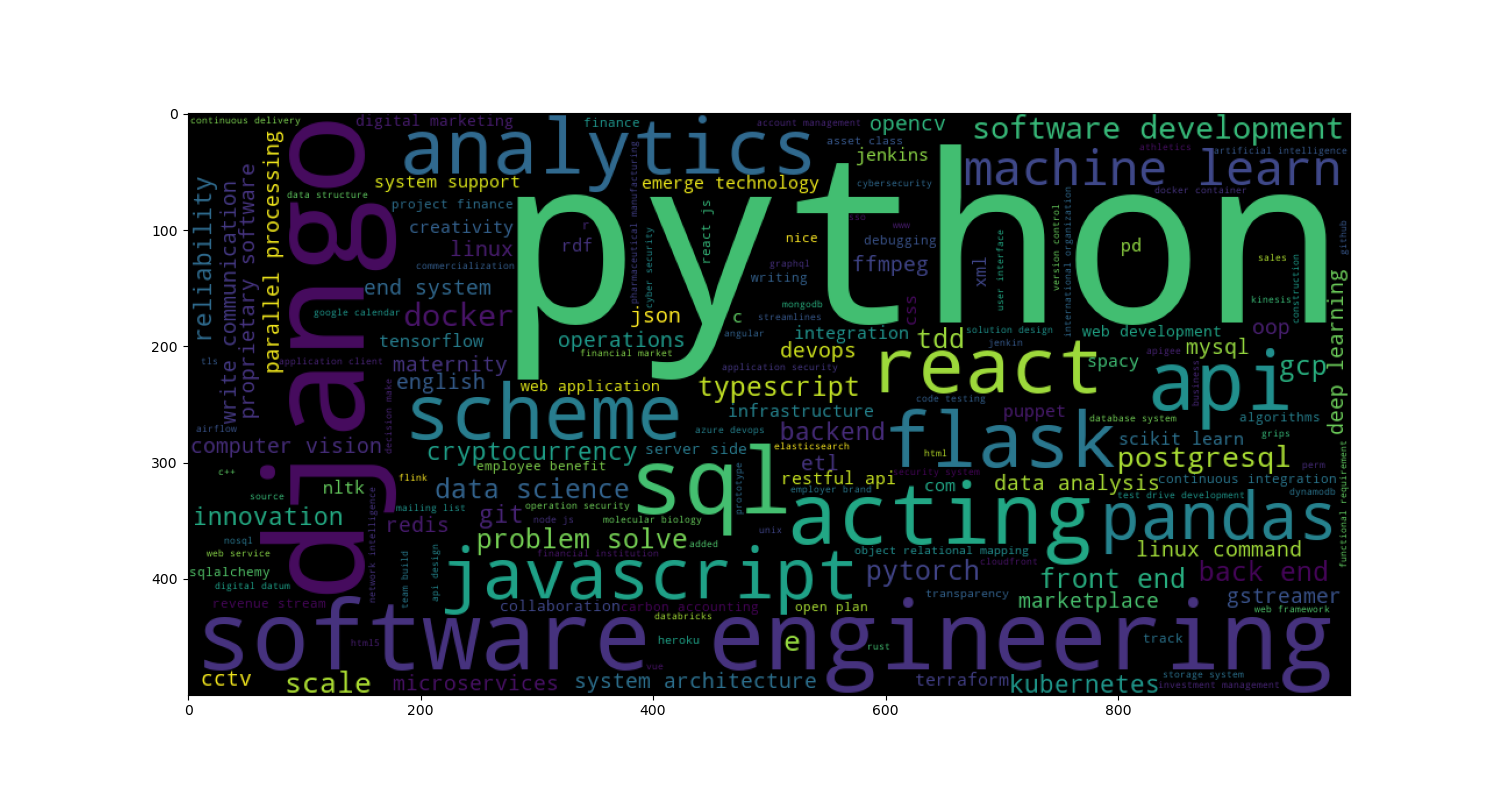 0
100
200
300
400
0
200
400
600
800
continuous delivery
digital marketing
finance
account management
opencv
software development
analytics
asset class
athletics
artificial intelligence
jenkins
machine learn
parallel processing
django
system support
emerge technology
cybersecurity
docker container
data structure
reliability
write communication
proprietary software
project finance
creativity
linux
commercialization
pharmaceutical manufacturing
python
r
rdf
react js
cyber security
sso
www
nice
debugging
graphql
writing
ffmpeg
xml
user interface
version control
international organization
pd
sales
kinesis
construction
github
deep learning
end system
google calendar
docker
json
c
mongodb
streamlines
css
angular
integration
tdd
solution design
jenkin
web development
oop
tls
application client
tensorflow
operations
financial market
devops
react
spacy
apigee
mysql
maternity
application security
api
gcp
business
english
web application
typescript
code testing
decision make
scheme
infrastructure
puppet
database system
algorithms
airflow
azure devops
backend
flask
scikit learn
grips
computer vision
cryptocurrency
server side
elasticsearch
html
postgresql
perm
c++
flink
employee benefit
sql
etl
security system
restful api
com
data analysis
continuous integration
functional requirement
nltk
data science
prototype
employer brand
test drive development
dynamodb
source
mailing list
operation security
acting
pandas
innovation
redis
git
node js
molecular biology
unix
network intelligence
nosql
problem solve
added
object relational mapping
linux command
web service
financial institution
cloudfront
sqlalchemy
team build
api design
javascript
pytorch
front end
back end
digital datum
transparency
marketplace
gstreamer
revenue stream
collaboration
carbon accounting
open plan
web framework
databricks
software engineering
html5
heroku
e
rust
track
vue
cctv
scale
microservices
system architecture
terraform
kubernetes
storage system
investment management